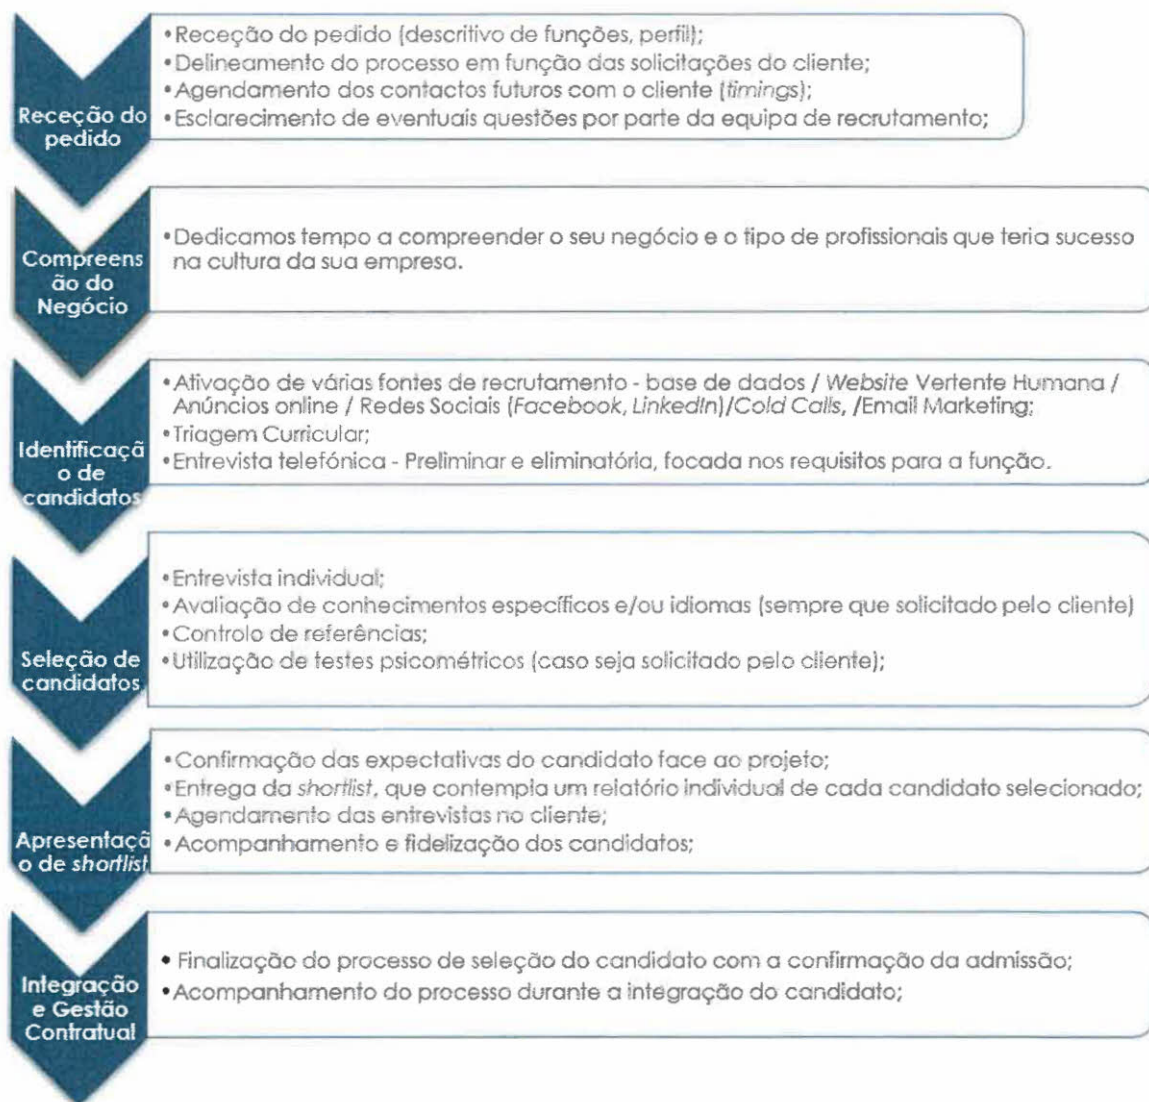 Receção do
pedido
•Receção do pedido (descritivo de funções, perfil);
•Delineamento do processo em função das solicitações do cliente;
•Agendamento dos contactos futuros com o cliente (timings);
•Esclarecimento de eventuais questões por parte da equipa de recrutamento;
Compreens
ão do
Negócio
•Dedicamos tempo a compreender o seu negócio e o tipo de profissionais que teria sucesso
na cultura da sua empresa.
Identificaçã
o de
candidatos
•Ativação de várias fontes de recrutamento - base de dados / Website Vertente Humana /
Anúncios online / Redes Sociais (Facebook, LinkedIn)/Cold Calls, /Email Marketing;
•Triagem Curricular;
•Entrevista telefónica - Preliminar e eliminatória, focada nos requisitos para a função.
Seleção de
candidatos
•Entrevista individual;
•Avaliação de conhecimentos específicos e/ou idiomas (sempre que solicitado pelo cliente)
•Controlo de referências;
•Utilização de testes psicométricos (caso seja solicitado pelo cliente);
Apresentaçã
o de shortlist
•Confirmação das expectativas do candidato face ao projeto;
•Entrega da shortlist, que contempla um relatório individual de cada candidato selecionado;
•Agendamento das entrevistas no cliente;
•Acompanhamento e fidelização dos candidatos;
Integração
e Gestão
Contratual
• Finalização do processo de seleção do candidato com a confirmação da admissão;
•Acompanhamento do processo durante a integração do candidato;